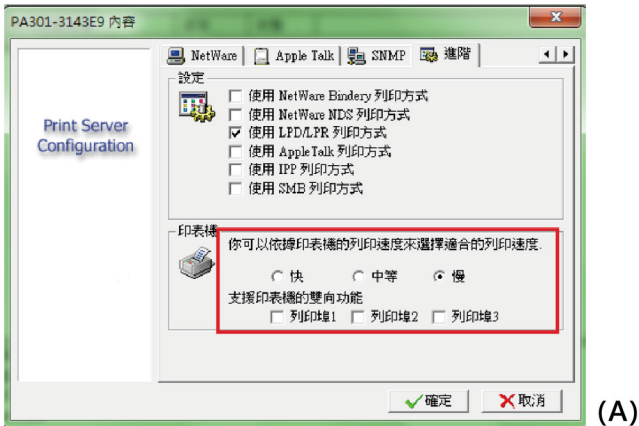 PA301-3143E9 內容
NetWare Apple Talk SNMP 進階
Print Server
Configuration
設定
使用 NetWare Bindery 列印方式
使用 NetWare NDS 列印方式
使用 LPD/LPR 列印方式
使用 AppleTalk 列印方式
使用 IPP 列印方式
使用 SMB 列印方式
印表機
你可以依據印表機的列印速度來選擇適合的列印速度.
快 中等 慢
支援印表機的雙向功能
列印埠1 列印埠2 列印埠3
確定 取消
(A)